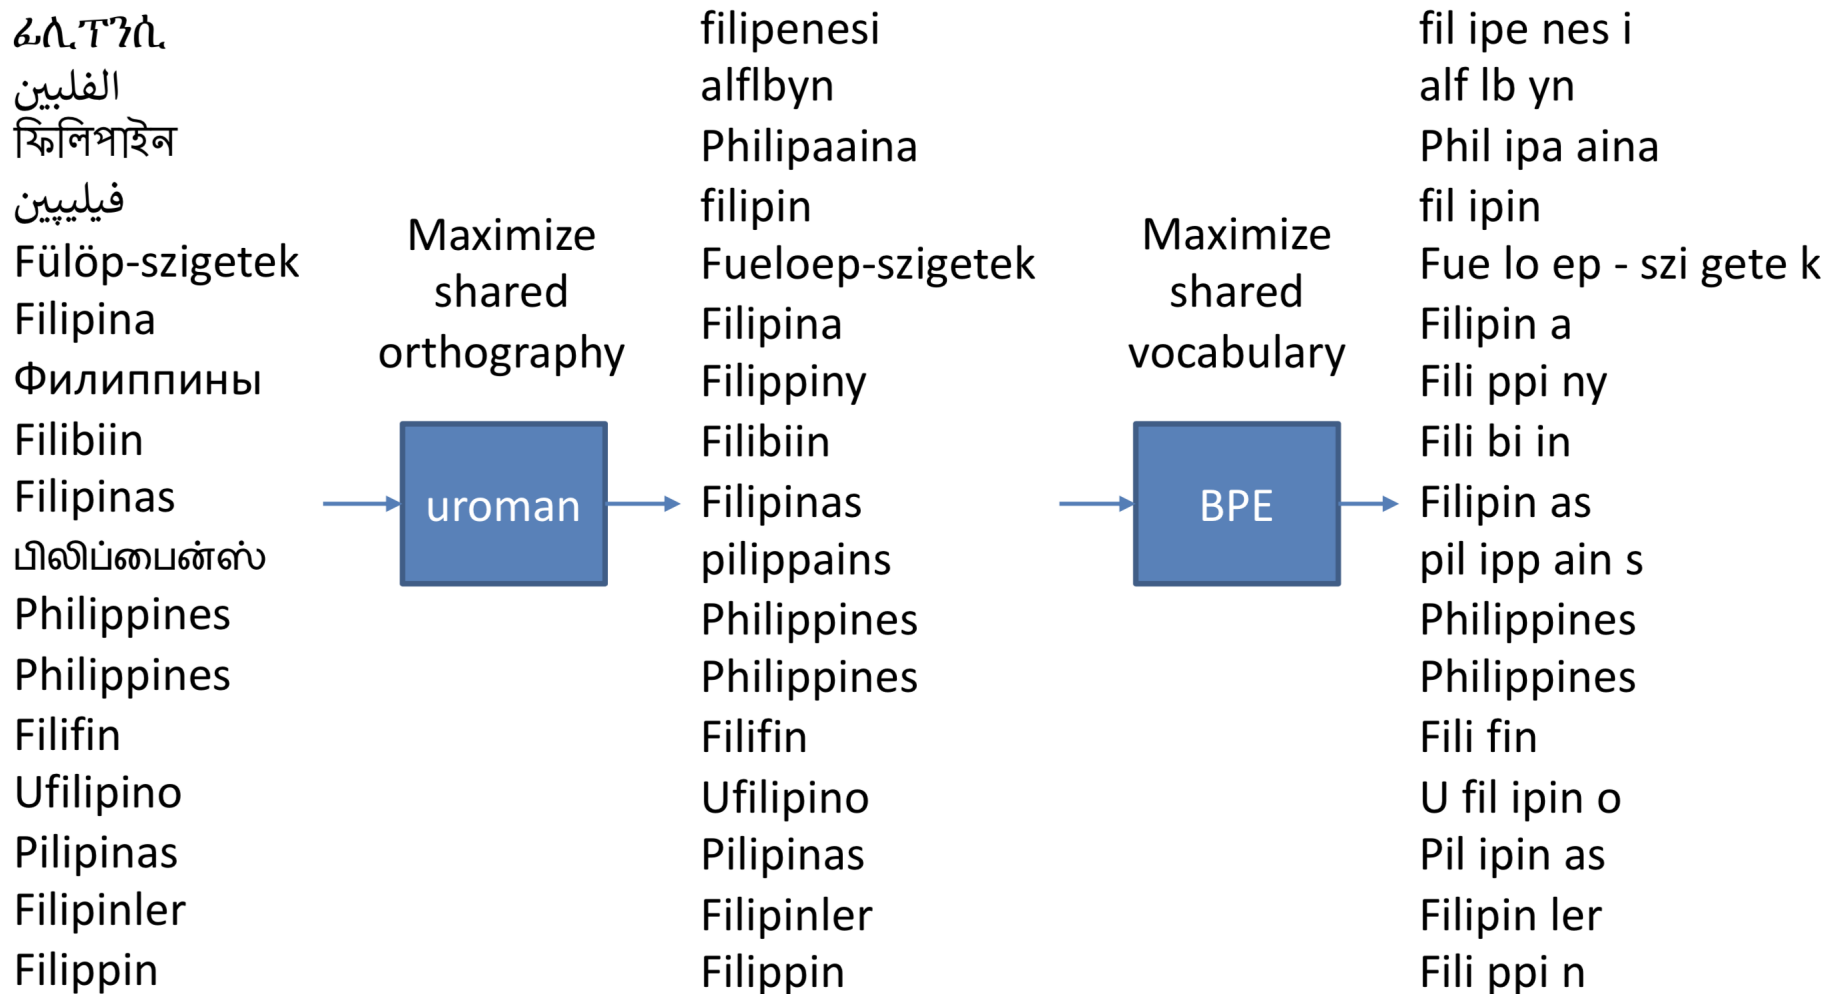 ፊሊፕንሲ
الفلبين
ফিলিপাইন
فيليپين
Fülöp-szigetek
Filipina
Филиппины
Filibiin
Filipinas
பிலிப்பைன்ஸ்
Philippines
Philippines
Filifin
Ufilipino
Pilipinas
Filipinler
Filippin
Maximize
shared
orthography
uroman
filipenesi
alflbyn
Philipaaina
filipin
Fueloep-szigetek
Filipina
Filippiny
Filibiin
Filipinas
pilippains
Philippines
Philippines
Filifin
Ufilipino
Pilipinas
Filipinler
Filippin
Maximize
shared
vocabulary
BPE
fil ipe nes i
alf lb yn
Phil ipa aina
fil ipin
Fue lo ep - szi gete k
Filipin a
Fili ppi ny
Fili bi in
Filipin as
pil ipp ain s
Philippines
Philippines
Fili fin
U fil ipin o
Pil ipin as
Filipin ler
Fili ppi n